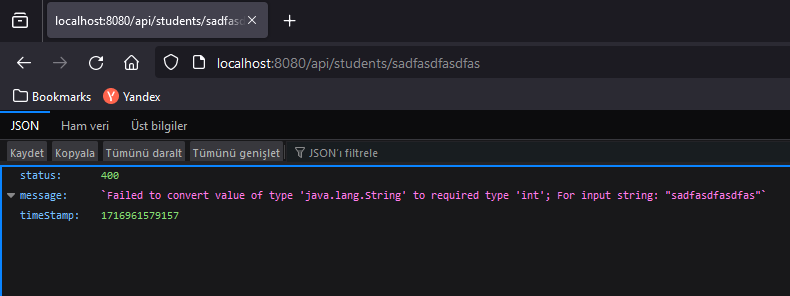 localhost:8080/api/students/sadfasd
localhost:8080/api/students/sadfasdfasdfas
Bookmarks Yandex
JSON Ham veri Üst bilgiler
Kaydet Kopyala Tümünü daralt Tümünü genişlet JSON'ı filtrele
status: 400
message: `Failed to convert value of type 'java.lang.String' to required type 'int'; For input string: "sadfasdfasdfas"`
timeStamp: 1716961579157